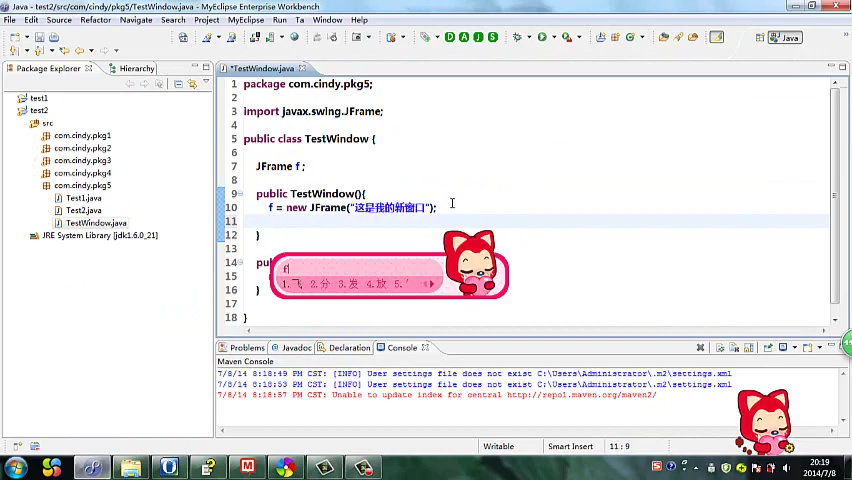 Java - test2/src/com/cindy/pkg5/TestWindow.java - MyEclipse Enterprise Workbench
File Edit Source Refactor Navigate Search Project MyEclipse Run Ta Window Help
Java
Package Explorer Hierarchy
test1
test2
src
com.cindy.pkg1
com.cindy.pkg2
com.cindy.pkg3
com.cindy.pkg4
com.cindy.pkg5
Test1.java
Test2.java
TestWindow.java
JRE System Library [jdk1.6.0_21]
*TestWindow.java
1 package com.cindy.pkg5;
2
3 import javax.swing.JFrame;
4
5 public class TestWindow {
6
7 JFrame f ;
8
9 public TestWindow(){
10 f = new JFrame("这是我的新窗口");
11
12 }
13
14 pu
15
16 }
17
18 }
f
1.飞 2.分 3.发 4.放 5.'
Problems Javadoc Declaration Console
Maven Console
7/8/14 8:18:49 PM CST: [INFO] User settings file does not exist C:\Users\Administrator\.m2\settings.xml
7/8/14 8:18:53 PM CST: [INFO] User settings file does not exist C:\Users\Administrator\.m2\settings.xml
7/8/14 8:18:57 PM CST: Unable to update index for central http://repo1.maven.org/maven2/
Writable Smart Insert 11 : 9
20:19
2014/7/8